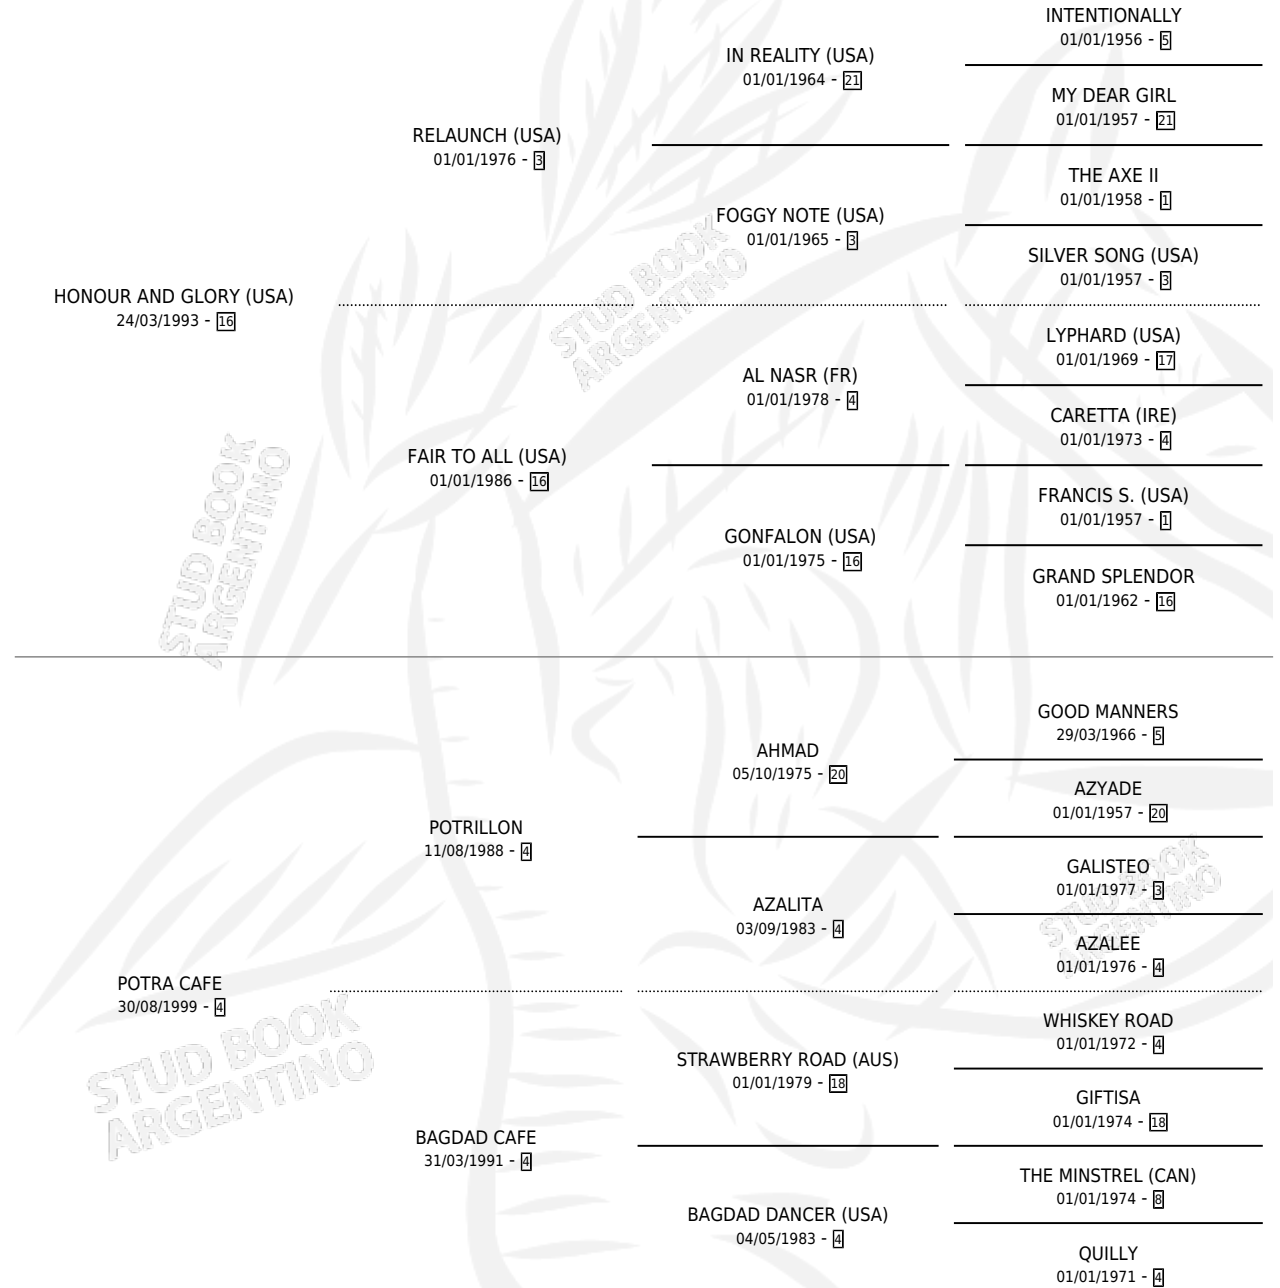 INTENTIONALLY
01/01/1956 - 5
IN REALITY (USA)
01/01/1964 - 21
MY DEAR GIRL
01/01/1957 - 21
RELAUNCH (USA)
01/01/1976 - 3
THE AXE II
01/01/1958 - 1
FOGGY NOTE (USA)
01/01/1965 - 3
SILVER SONG (USA)
01/01/1957 - 3
HONOUR AND GLORY (USA)
24/03/1993 - 16
LYPHARD (USA)
01/01/1969 - 17
AL NASR (FR)
01/01/1978 - 4
CARETTA (IRE)
01/01/1973 - 4
FAIR TO ALL (USA)
01/01/1986 - 16
FRANCIS S. (USA)
01/01/1957 - 1
GONFALON (USA)
01/01/1975 - 16
GRAND SPLENDOR
01/01/1962 - 16
STUD BOOK
ARGENTINO
STUD BOOK
ARGENTINO
GOOD MANNERS
29/03/1966 - 5
AHMAD
05/10/1975 - 20
AZYADE
01/01/1957 - 20
POTRILLON
11/08/1988 - 4
GALISTEO
01/01/1977 - 3
AZALITA
03/09/1983 - 4
AZALEE
01/01/1976 - 4
POTRA CAFE
30/08/1999 - 4
WHISKEY ROAD
01/01/1972 - 4
STRAWBERRY ROAD (AUS)
01/01/1979 - 18
GIFTISA
01/01/1974 - 18
BAGDAD CAFE
31/03/1991 - 4
THE MINSTREL (CAN)
01/01/1974 - 8
BAGDAD DANCER (USA)
04/05/1983 - 4
QUILLY
01/01/1971 - 4
STUD BOOK
ARGENTINO
STUD BOOK
ARGENTINO